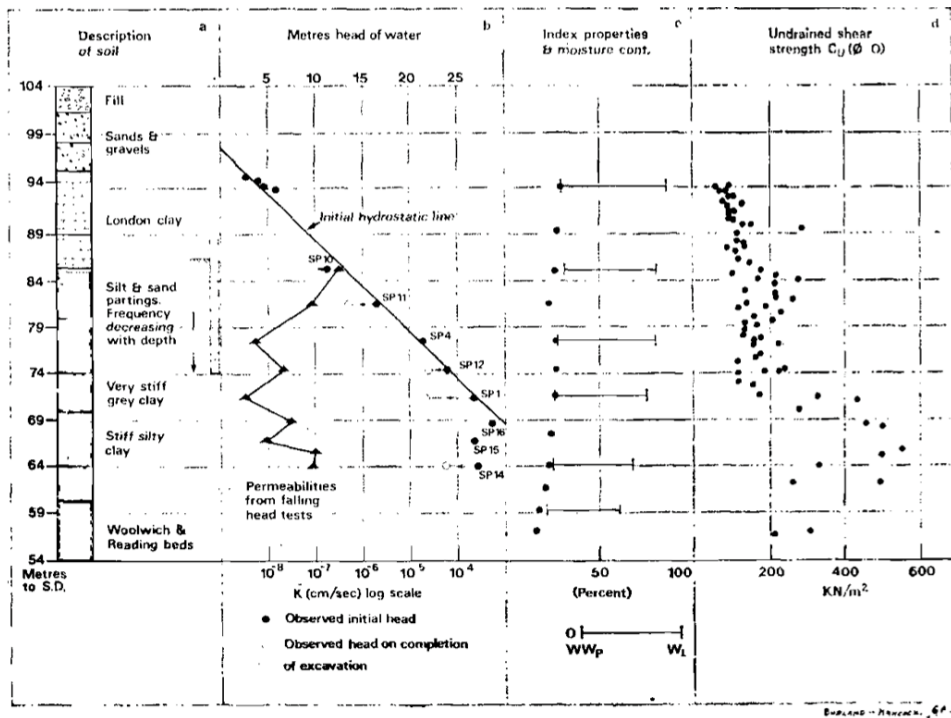 Description
of soil
a
Metres head of water
b
Index properties
& moisture cont.
c
Undrained shear
strength CU (Ø O)
d
5 10 15 20 25
104
99
94
89
84
79
74
69
64
59
54
Metres
to S.D.
Fill
Sands &
gravels
London clay
Silt & sand
partings.
Frequency
decreasing
with depth
Very stiff
grey clay
Stiff silty
clay
Woolwich &
Reading beds
Initial hydrostatic line
SP10
SP11
SP4
SP12
SP1
SP16
SP15
SP14
Permeabilities
from falling
head tests
10-8 10-7 10-6 10-5 10-4
K (cm/sec) log scale
Observed initial head
Observed head on completion
of excavation
50 100
(Percent)
O
WWP WL
200 400 600
KN/m2